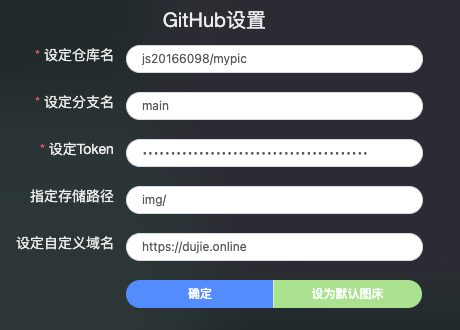 GitHub设置
* 设定仓库名 js20166098/mypic
* 设定分支名 main
* 设定Token ········································
指定存储路径 img/
设定自定义域名 https://dujie.online
确定 设为默认图床